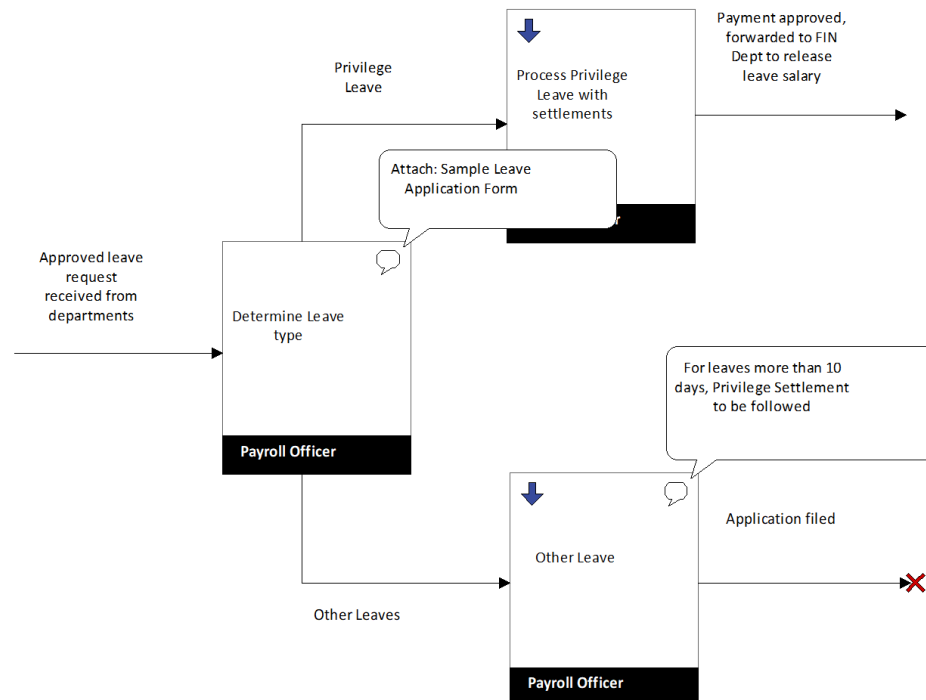 Payment approved,
forwarded to FIN
Dept to release
leave salary
Privilege
Leave
Process Privilege
Leave with
settlements
Attach: Sample Leave
Application Form
Approved leave
request
received from
departments
Determine Leave
type
Payroll Officer
For leaves more than 10
days, Privilege Settlement
to be followed
Application filed
Other Leave
Other Leaves
Payroll Officer